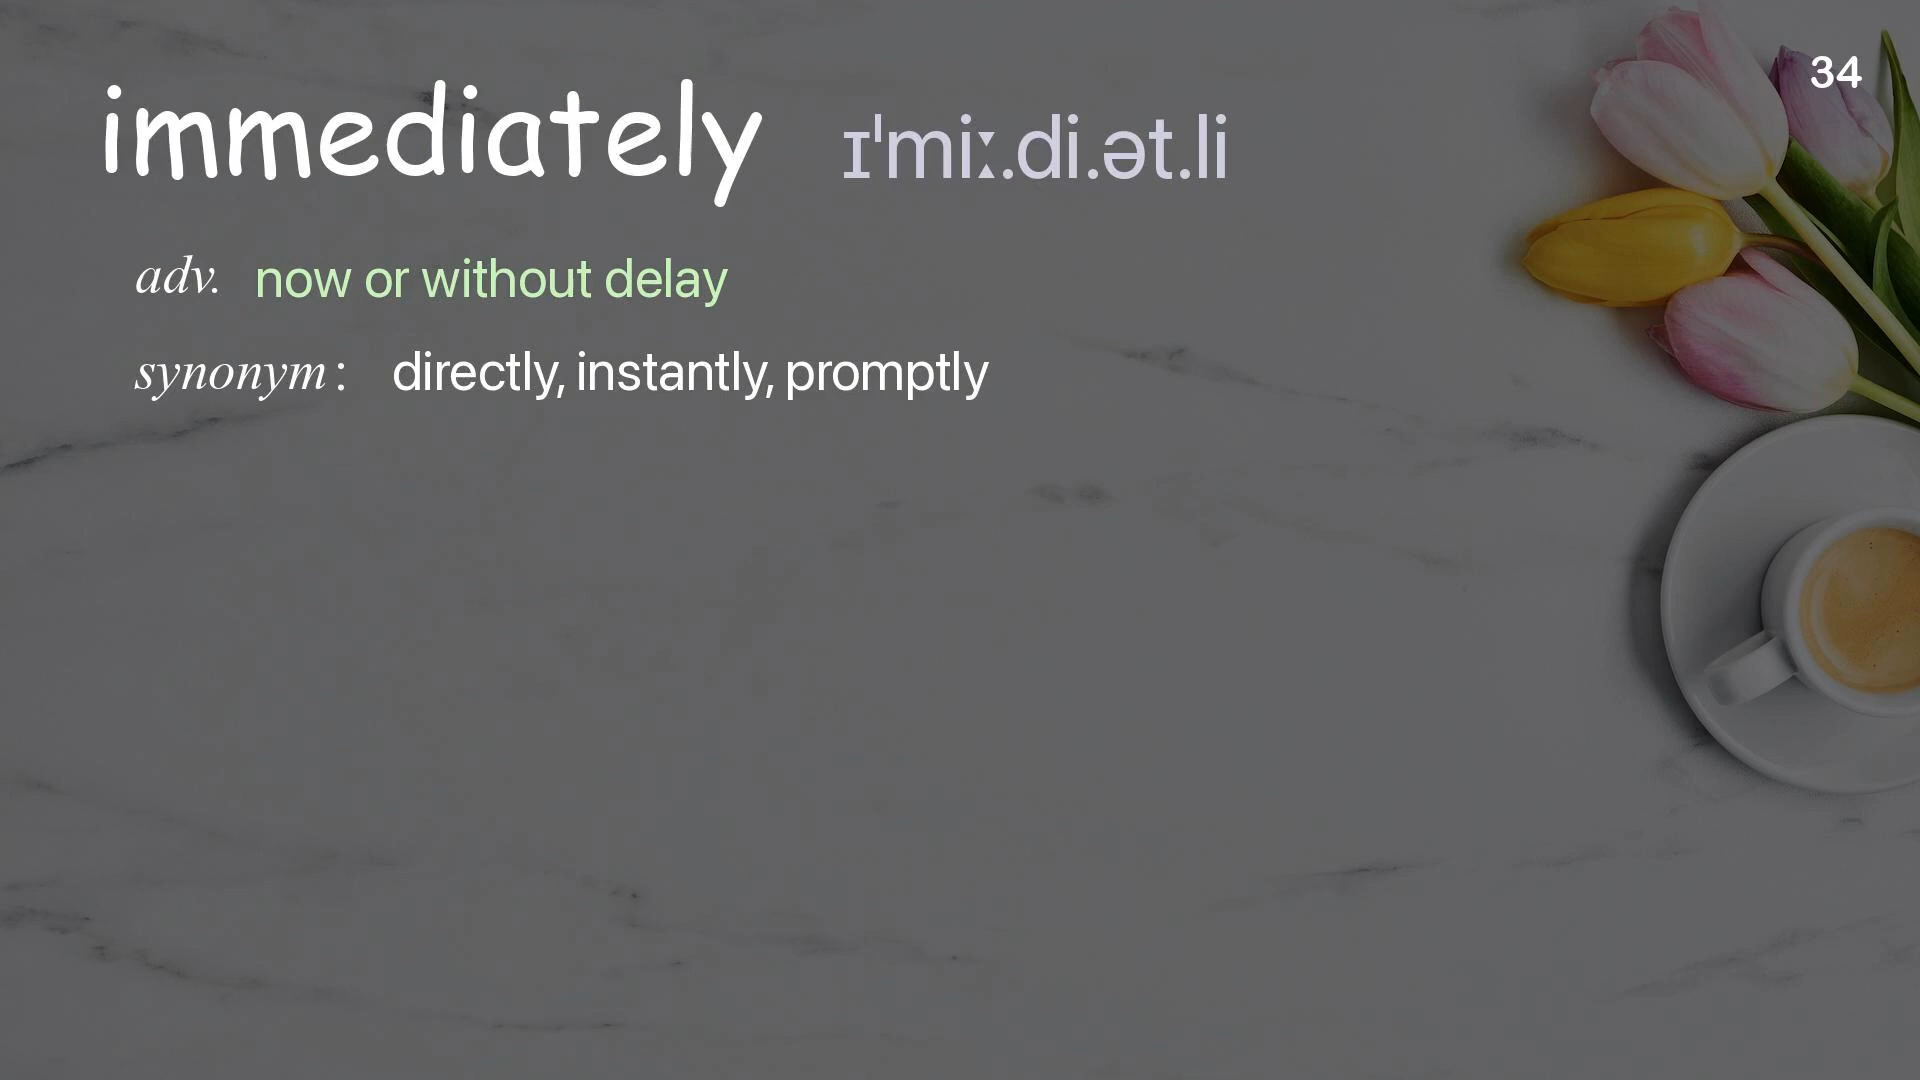 34
immediately ɪˈmiː.di.ət.li
adv. now or without delay
synonym: directly, instantly, promptly